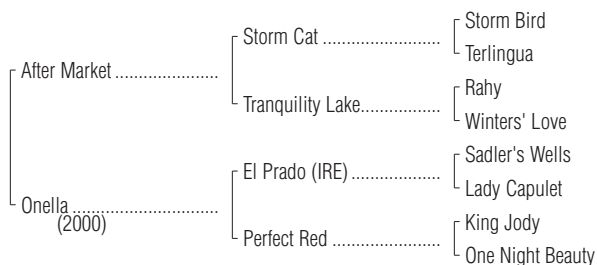 Storm Bird
Storm Cat ........................
Terlingua
After Market .....................
Rahy
Tranquility Lake................
Winters' Love
Sadler's Wells
El Prado (IRE) ..................
Lady Capulet
Onella ..............................
(2000)
King Jody
Perfect Red ......................
One Night Beauty